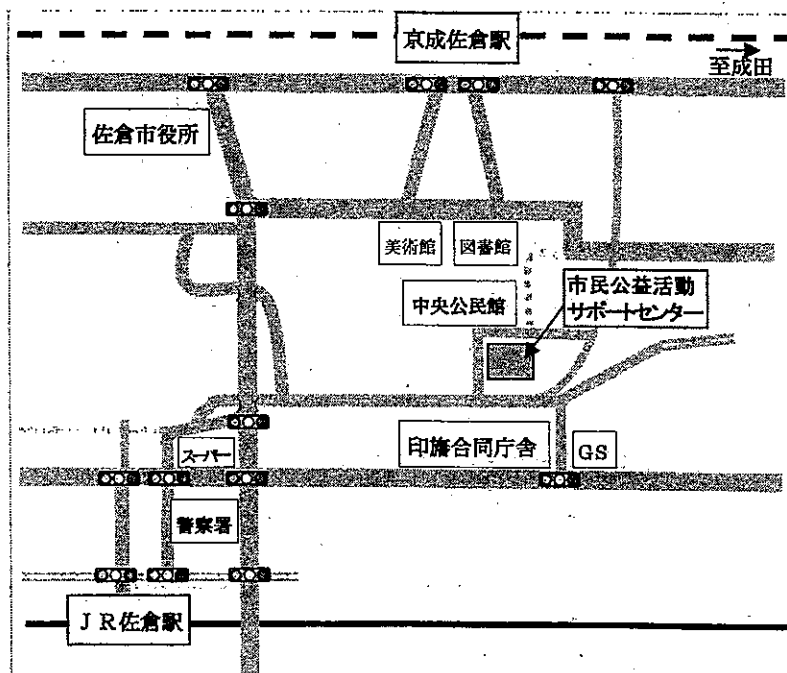 京成佐倉駅
至成田
佐倉市役所
美術館
図書館
中央公民館
市民公益活動
サポートセンター
印旛合同庁舎
GS
スーパー
警察署
JR佐倉駅